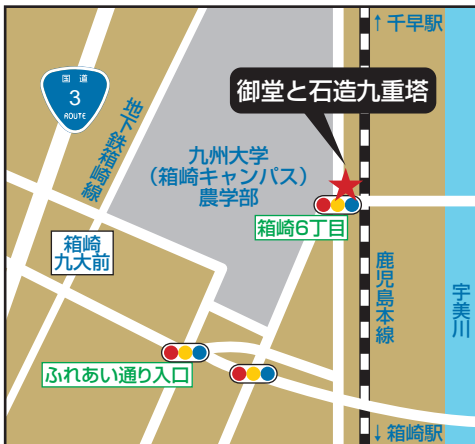 ↑千早駅
国道
3
ROUTE
御堂と石造九重塔
地下鉄箱崎線
九州大学
（箱崎キャンパス）
農学部
箱崎6丁目
箱崎
九大前
鹿児島本線
宇美川
ふれあい通り入口
↓箱崎駅